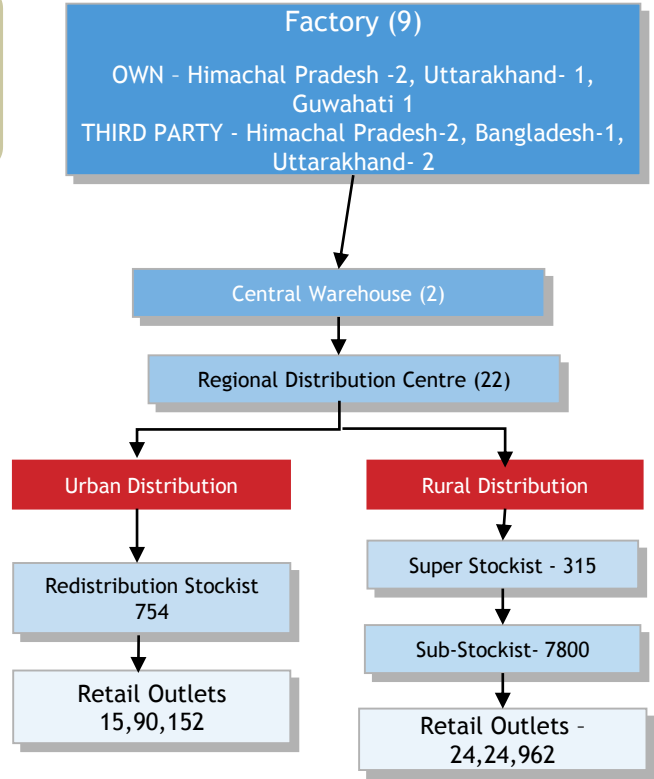 Factory (9)
OWN – Himachal Pradesh -2, Uttarakhand- 1,
Guwahati 1
THIRD PARTY - Himachal Pradesh-2, Bangladesh-1,
Uttarakhand- 2
Central Warehouse (2)
Regional Distribution Centre (22)
Urban Distribution
Redistribution Stockist
754
Retail Outlets
15,90,152
Rural Distribution
Super Stockist - 315
Sub-Stockist- 7800
Retail Outlets –
24,24,962